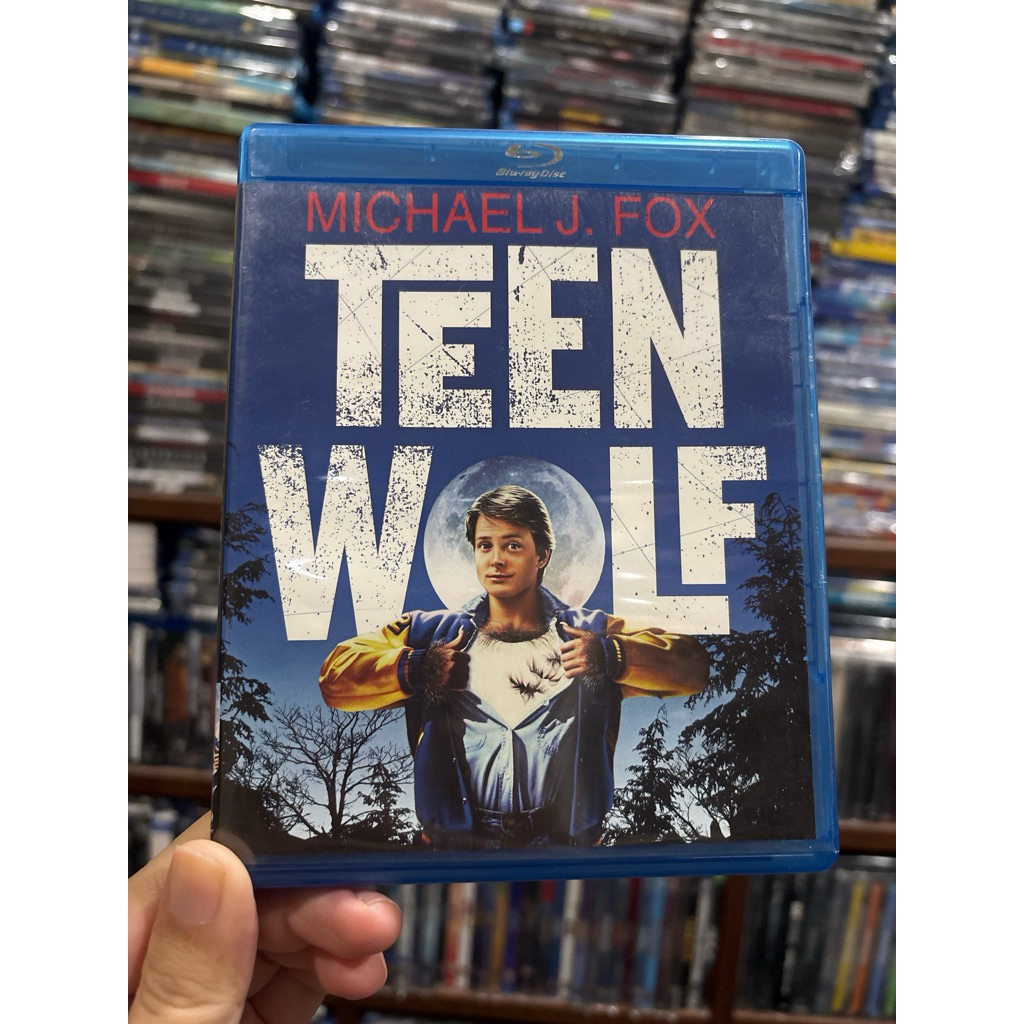 Blu-ray Disc
MICHAEL J. FOX
TEEN
WOLF